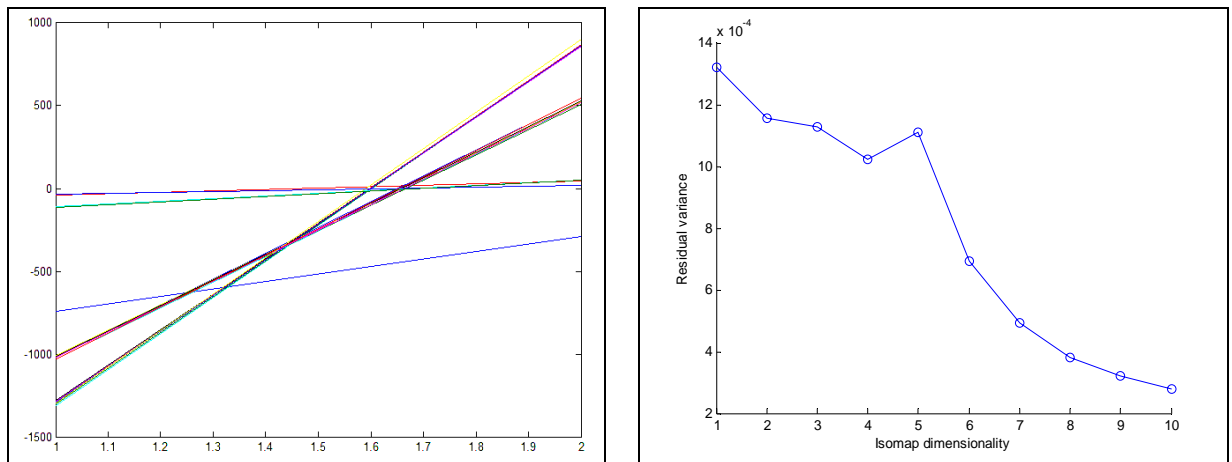 1000
500
0
-500
-1000
-1500
1 1.1 1.2 1.3 1.4 1.5 1.6 1.7 1.8 1.9 2
x 10-4
14
12
10
8
6
4
2
Residual variance
1 2 3 4 5 6 7 8 9 10
Isomap dimensionality